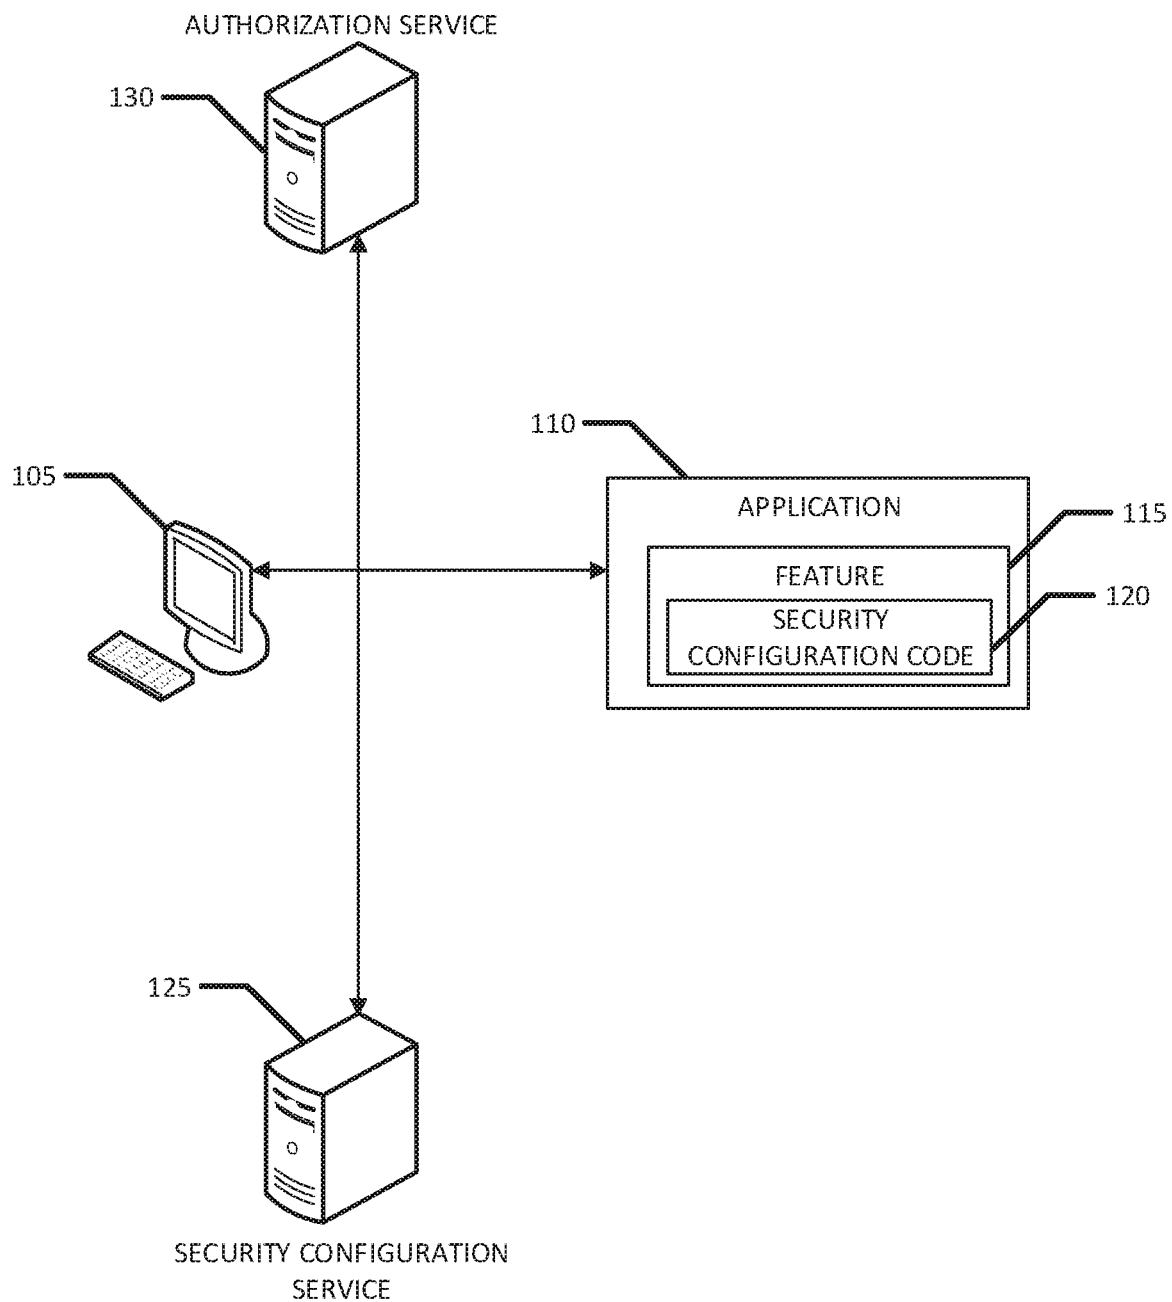 AUTHORIZATION SERVICE
130
110
105
APPLICATION
115
FEATURE
120
SECURITY
CONFIGURATION CODE
125
SECURITY CONFIGURATION
SERVICE